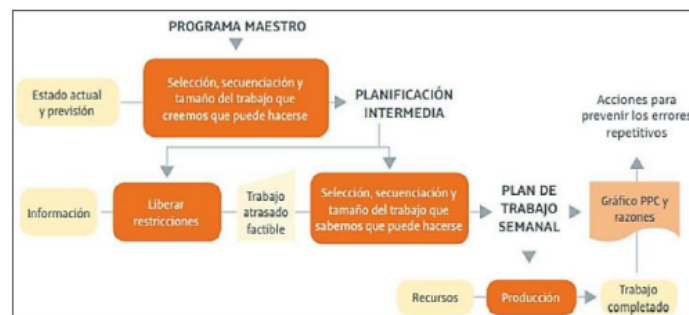 PROGRAMA MAESTRO
Estado actual
y previsión
Selección, secuenciación y
tamaño del trabajo que
creemos que puede hacerse
PLANIFICACIÓN
INTERMEDIA
Acciones para
prevenir los errores
repetitivos
Información
Liberar
restricciones
Trabajo
atrasado
factible
Selección, secuenciación y
tamaño del trabajo que
sabemos que puede hacerse
PLAN DE
TRABAJO
SEMANAL
Gráfico PPC y
razones
Recursos
Producción
Trabajo
completado